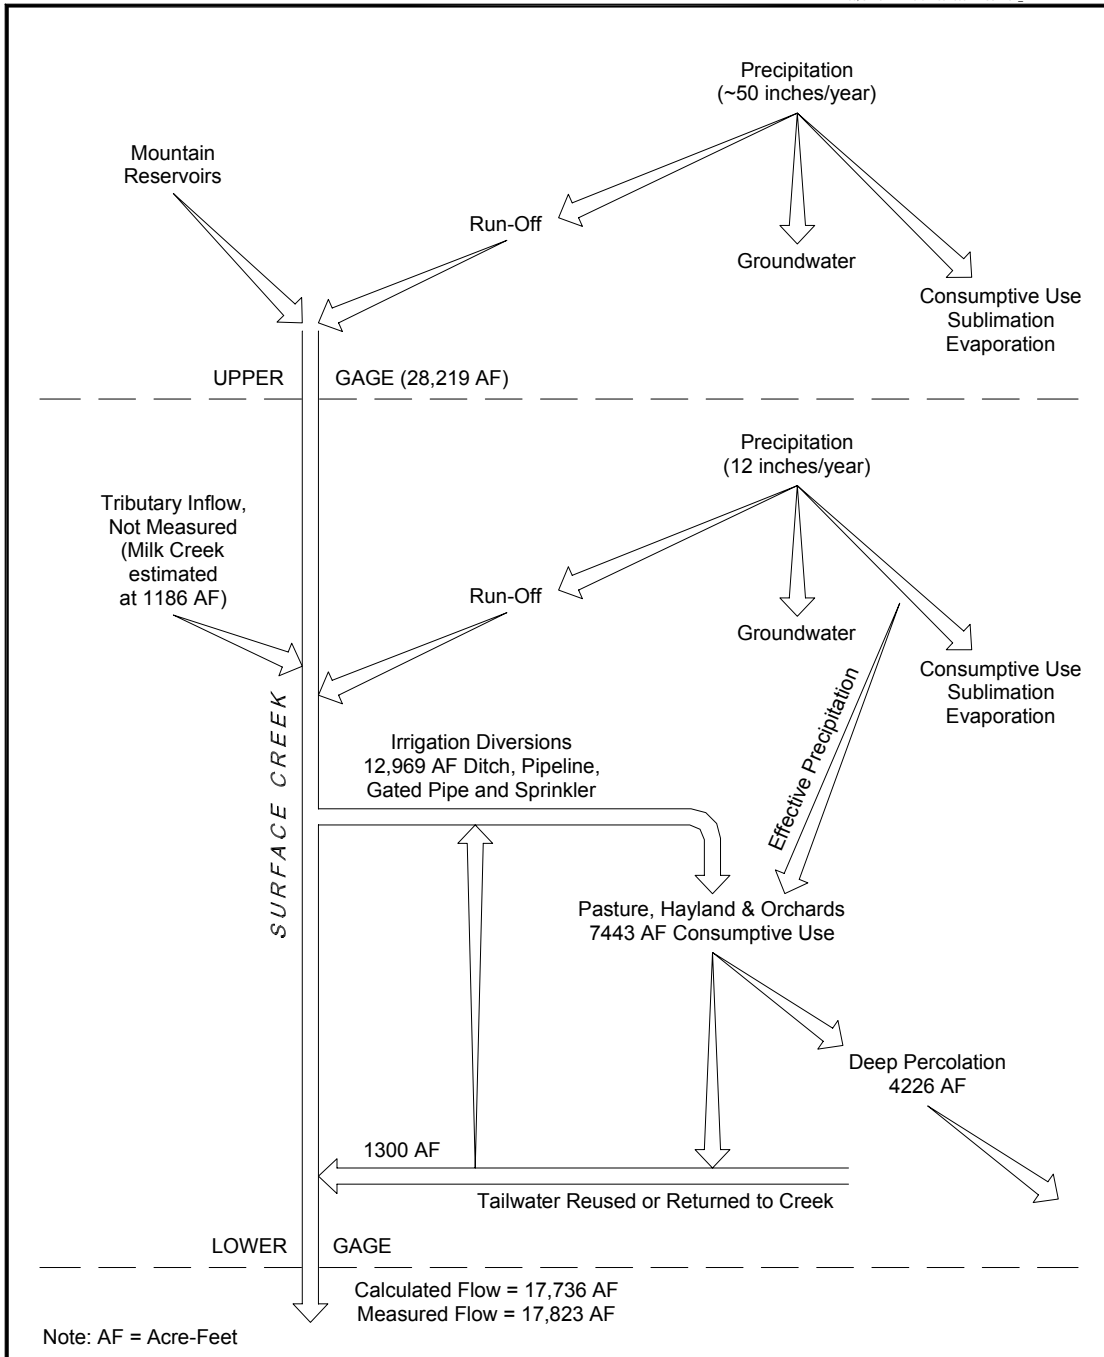 Precipitation
(~50 inches/year)
Mountain
Reservoirs
Run-Off
Groundwater
Consumptive Use
Sublimation
Evaporation
UPPER GAGE (28,219 AF)
Precipitation
(12 inches/year)
Tributary Inflow,
Not Measured
(Milk Creek
estimated
at 1186 AF)
Run-Off
Groundwater
Consumptive Use
Sublimation
Evaporation
Effective Precipitation
SURFACE CREEK
Irrigation Diversions
12,969 AF Ditch, Pipeline,
Gated Pipe and Sprinkler
Pasture, Hayland & Orchards
7443 AF Consumptive Use
Deep Percolation
4226 AF
1300 AF
Tailwater Reused or Returned to Creek
LOWER GAGE
Calculated Flow = 17,736 AF
Measured Flow = 17,823 AF
Note: AF = Acre-Feet